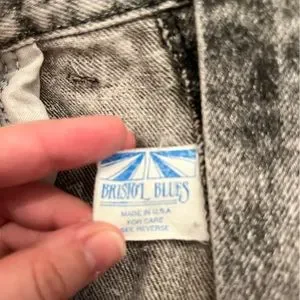 BRISTOL BLUES
MADE IN U.S.A
FOR CARE
SEE REVERSE